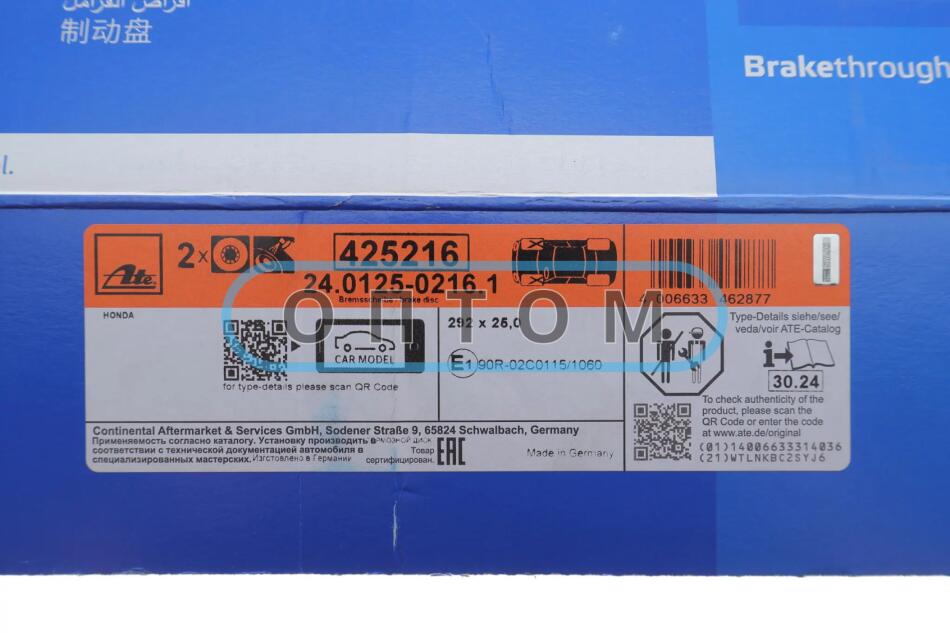 أقراص الفرامل
制动盘
Brakethrough
l.
Ate
2x
425216
24.0125-0216.1
Bremsscheibe/brake disc
4 006633 462877
ОПТОМ
HONDA
CAR MODEL
for type-details please scan QR Code
292 x 25,0
E1 90R-02C0115/1060
Type-Details siehe/see/
veda/voir ATE-Catalog
30.24
To check authenticity of the
product, please scan the
QR Code or enter the code
at www.ate.de/original
(01)14006633314036
(21)WTLNKBC2SYJ6
Continental Aftermarket & Services GmbH, Sodener Straße 9, 65824 Schwalbach, Germany
Применяемость согласно каталогу. Установку производить в
соответствии с технической документацией автомобиля в
специализированных мастерских. Изготовлено в Германии
диск
Товар
сертифицирован.
EAC
Made in Germany